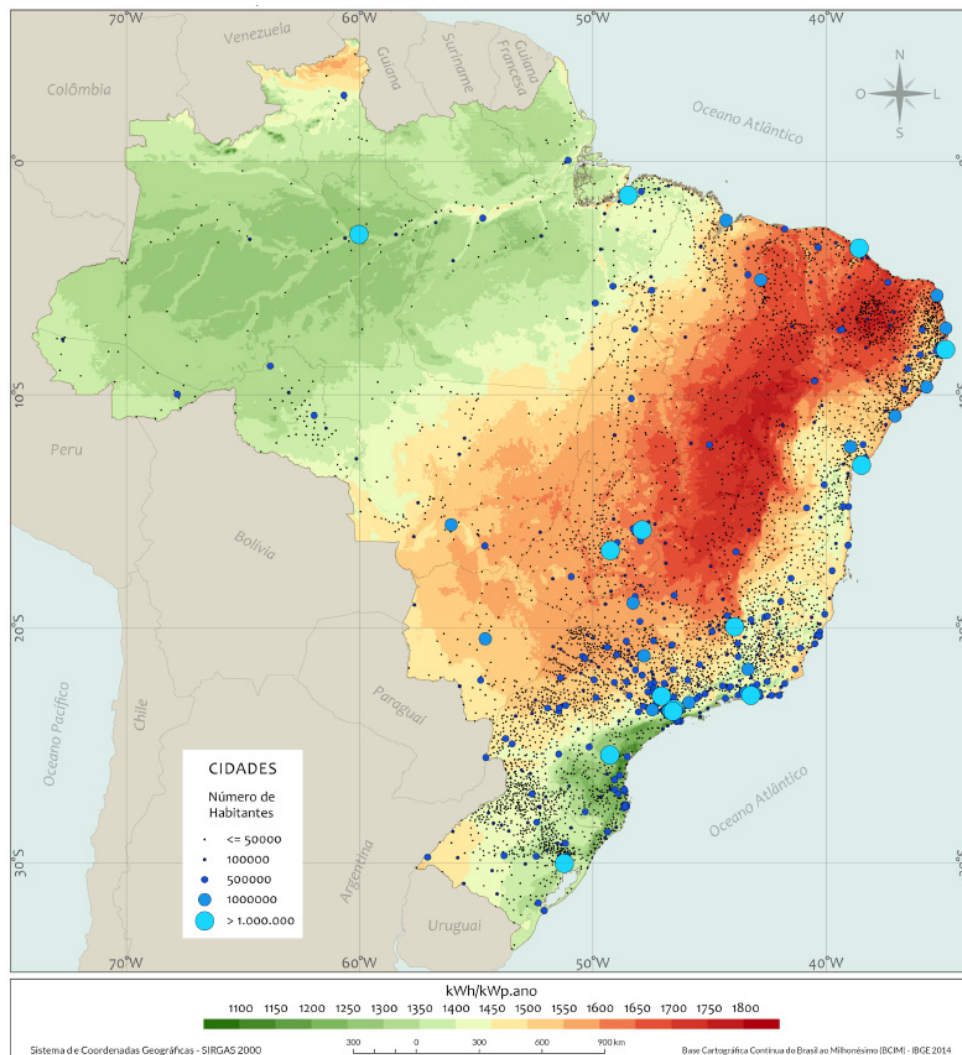 70°W
60°W
50°W
40°W
Venezuela
Guiana
Suriname
Guiana
Francesa
Colômbia
N
O
L
S
Oceano Atlântico
0°
10°S
Peru
Bolívia
20°S
Paraguai
Oceano Pacífico
Chile
Oceano Atlântico
CIDADES
Número de
Habitantes
<= 50000
100000
500000
1000000
> 1.000.000
Argentina
30°S
Uruguai
70°W
60°W
50°W
40°W
kWh/kWp.ano
1100 1150 1200 1250 1300 1350 1400 1450 1500 1550 1600 1650 1700 1750 1800
300 0 300 600 900 km
Sistema de Coordenadas Geográficas - SIRGAS 2000
Base Cartográfica Contínua do Brasil ao Milhonésimo (BCIM) - IBGE 2014